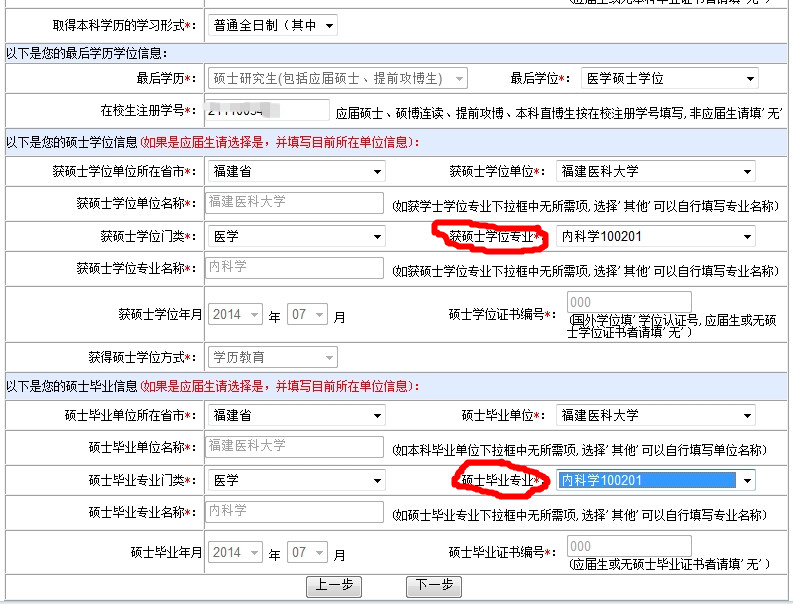 (应届生或无本科毕业证书者请填'无')
取得本科学历的学习形式*: 普通全日制（其中
以下是您的最后学历学位信息:
最后学历*: 硕士研究生(包括应届硕士、提前攻博生) 最后学位*: 医学硕士学位
在校生注册学号*: 应届硕士、硕博连读、提前攻博、本科直博生按在校注册学号填写,非应届生请填'无'
以下是您的硕士学位信息(如果是应届生请选择是，并填写目前所在单位信息):
获硕士学位单位所在省市*: 福建省 获硕士学位单位*: 福建医科大学
获硕士学位单位名称*: 福建医科大学 (如获学士学位专业下拉框中无所需项,选择'其他'可以自行填写专业名称)
获硕士学位门类*: 医学 获硕士学位专业*: 内科学100201
获硕士学位专业名称*: 内科学 (如获硕士学位专业下拉框中无所需项,选择'其他'可以自行填写专业名称)
获硕士学位年月 2014 年 07 月 硕士学位证书编号*: 000
(国外学位填'学位认证号,应届生或无硕
士学位证书者请填'无')
获得硕士学位方式*: 学历教育
以下是您的硕士毕业信息(如果是应届生请选择是，并填写目前所在单位信息):
硕士毕业单位所在省市*: 福建省 硕士毕业单位*: 福建医科大学
硕士毕业单位名称*: 福建医科大学 (如本科毕业单位下拉框中无所需项,选择'其他'可以自行填写单位名称)
硕士毕业专业门类*: 医学 硕士毕业专业*: 内科学100201
硕士毕业专业名称*: 内科学 (如硕士毕业专业下拉框中无所需项,选择'其他'可以自行填写专业名称)
硕士毕业年月 2014 年 07 月 硕士毕业证书编号*: 000
(应届生或无硕士毕业证书者请填'无')
上一步 下一步